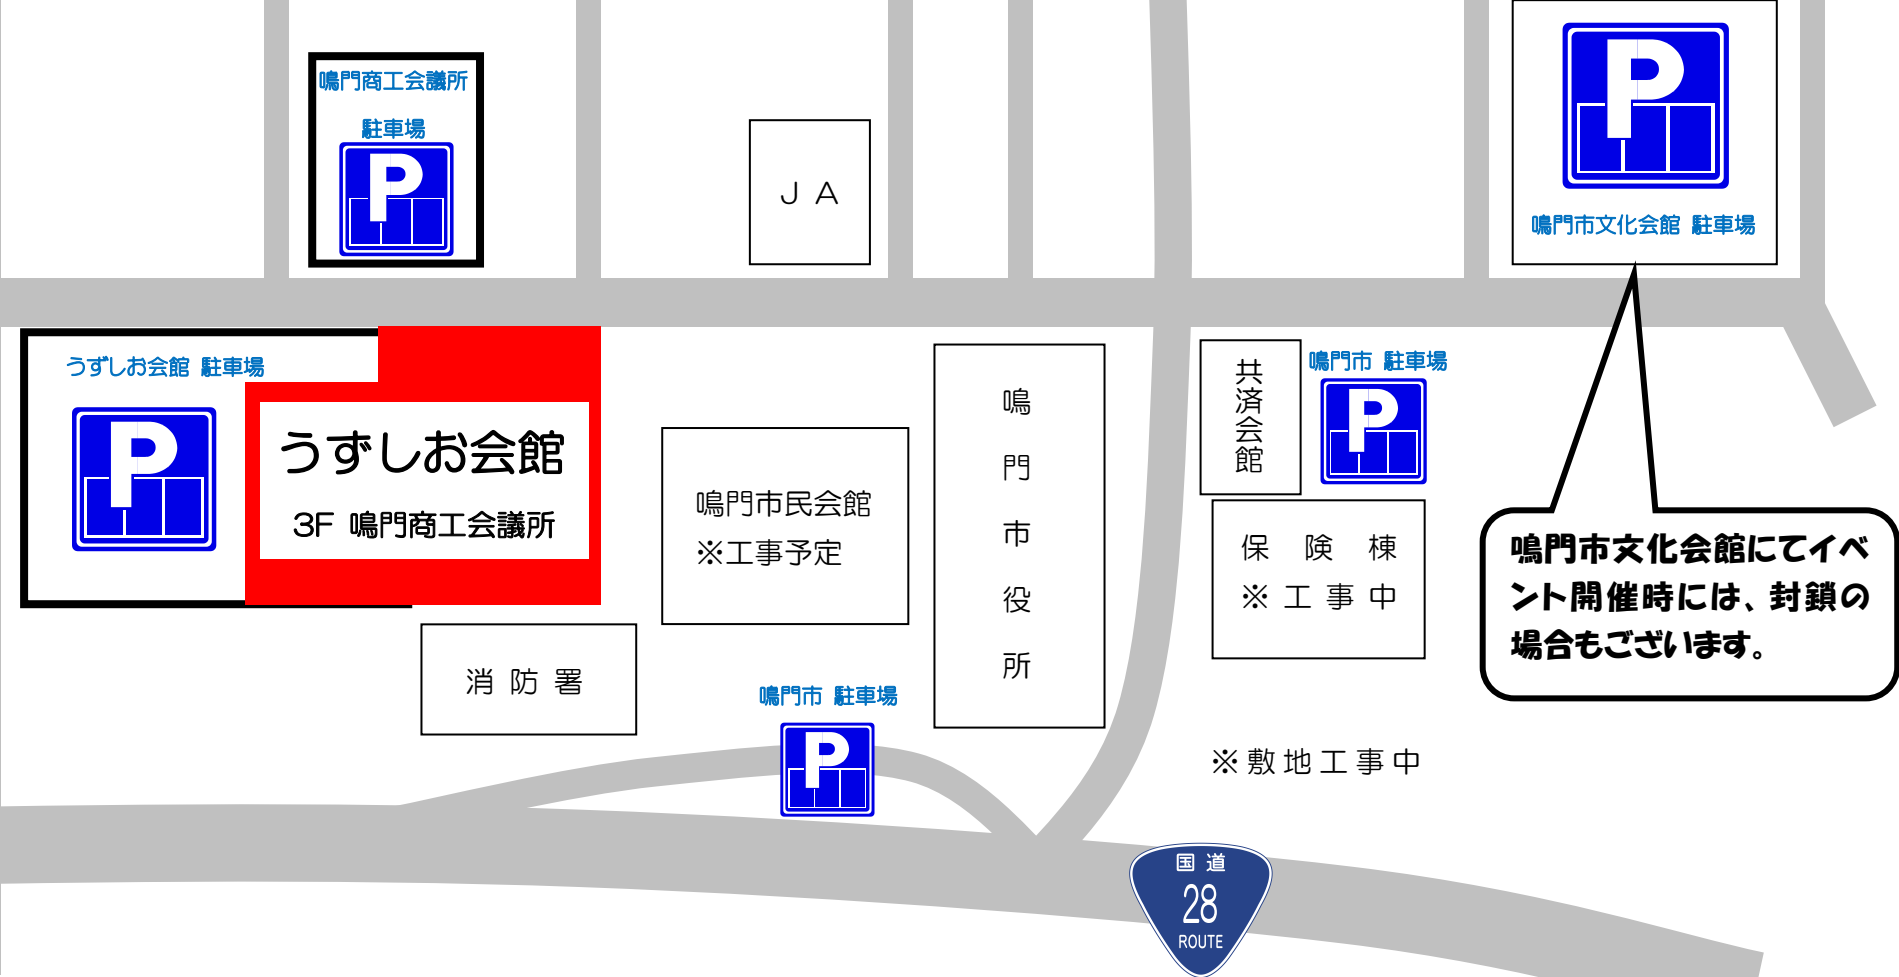 鳴門商工会議所
駐車場
P
JA
P
鳴門市文化会館 駐車場
うずしお会館 駐車場
P
うずしお会館
3F 鳴門商工会議所
鳴門市民会館
※工事予定
鳴門市役所
共済会館
鳴門市 駐車場
P
保険棟
※工事中
鳴門市文化会館にてイベ
ント開催時には、封鎖の
場合もございます。
消防署
鳴門市 駐車場
P
※敷地工事中
国道
28
ROUTE